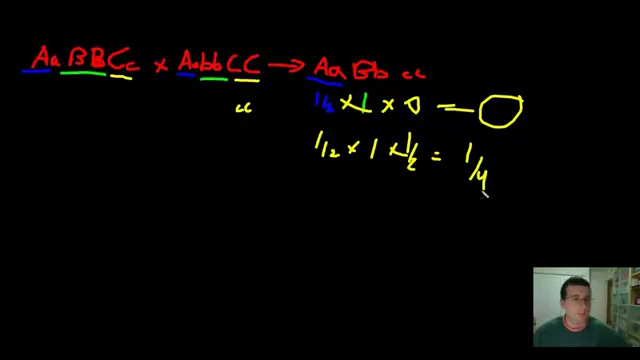 AaBBCc x AabbCC → AaBbcc
cc 1/2 x 1 x 0 = 0
1/2 x 1 x 1/2 = 1/4